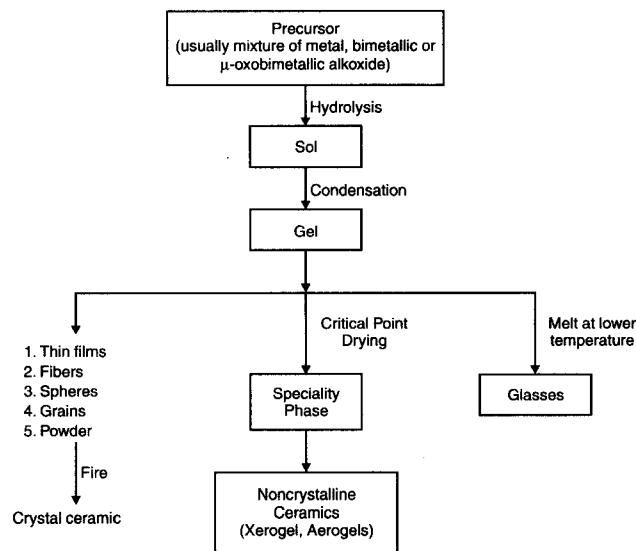 Precursor
(usually mixture of metal, bimetallic or
μ-oxobimetallic alkoxide)
Hydrolysis
Sol
Condensation
Gel
1. Thin films
2. Fibers
3. Spheres
4. Grains
5. Powder
Fire
Crystal ceramic
Critical Point
Drying
Speciality
Phase
Noncrystalline
Ceramics
(Xerogel, Aerogels)
Melt at lower
temperature
Glasses